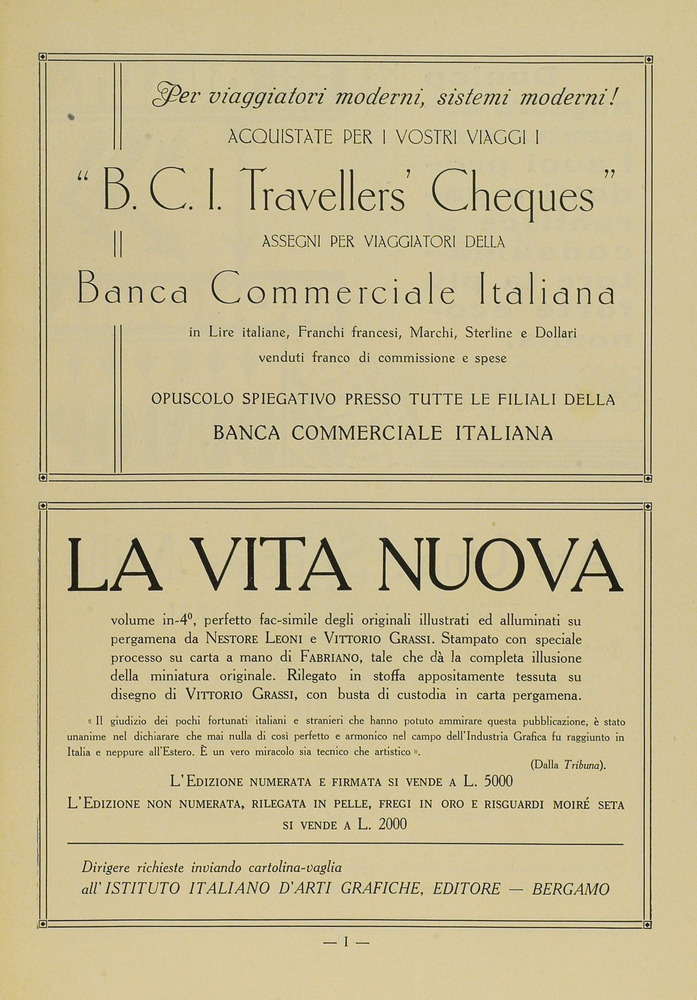 Per viaggiatori moderni, sistemi moderni!
ACQUISTATE PER I VOSTRI VIAGGI I
“ B. C. I. Travellers’ Cheques ”
ASSEGNI PER VIAGGIATORI DELLA
Banca Commerciale Italiana
in Lire italiane, Franchi francesi, Marchi, Sterline e Dollari
venduti franco di commissione e spese
OPUSCOLO SPIEGATIVO PRESSO TUTTE LE FILIALI DELLA
BANCA COMMERCIALE ITALIANA
LA VITA NUOVA
volume in-4º, perfetto fac-simile degli originali illustrati ed alluminati su
pergamena da NESTORE LEONI e VITTORIO GRASSI. Stampato con speciale
processo su carta a mano di FABRIANO, tale che dà la completa illusione
della miniatura originale. Rilegato in stoffa appositamente tessuta su
disegno di VITTORIO GRASSI, con busta di custodia in carta pergamena.
« Il giudizio dei pochi fortunati italiani e stranieri che hanno potuto ammirare questa pubblicazione, è stato
unanime nel dichiarare che mai nulla di così perfetto e armonico nel campo dell'Industria Grafica fu raggiunto in
Italia e neppure all'Estero. È un vero miracolo sia tecnico che artistico ».
(Dalla Tribuna).
L'EDIZIONE NUMERATA E FIRMATA SI VENDE A L. 5000
L'EDIZIONE NON NUMERATA, RILEGATA IN PELLE, FREGI IN ORO E RISGUARDI MOIRÉ SETA
SI VENDE A L. 2000
Dirigere richieste inviando cartolina-vaglia
all'ISTITUTO ITALIANO D'ARTI GRAFICHE, EDITORE — BERGAMO
— I —